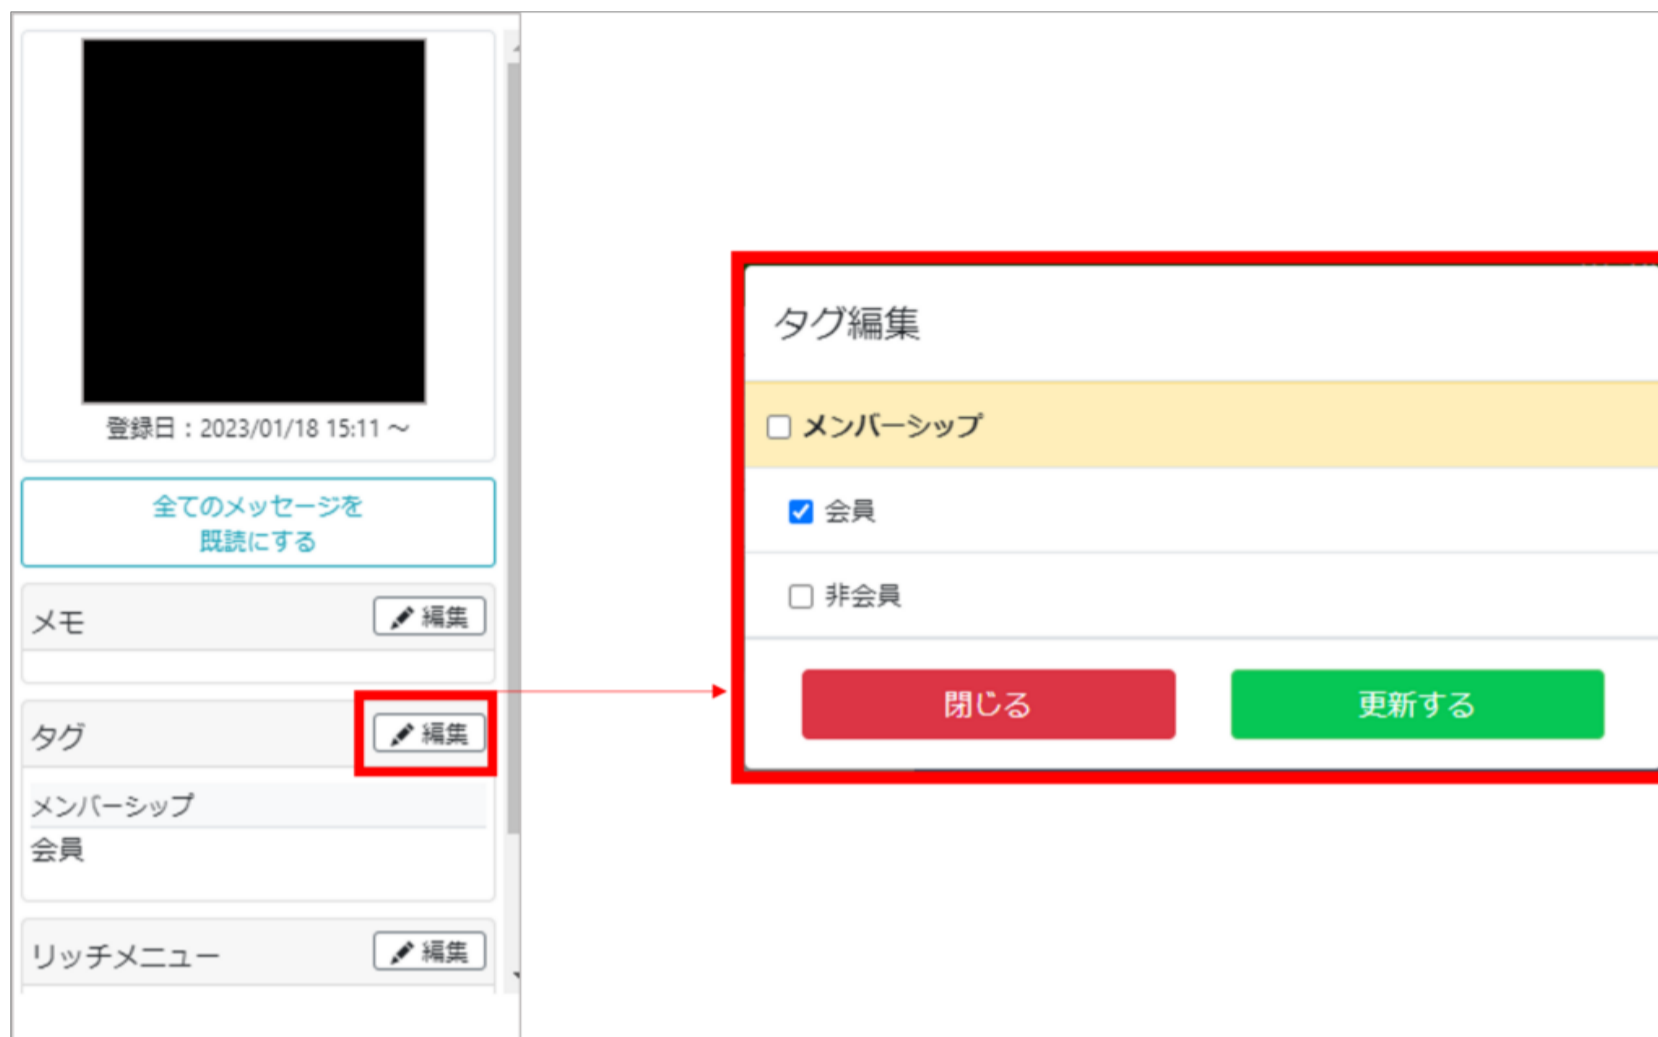 登録日：2023/01/18 15:11 ～
全てのメッセージを
既読にする
メモ
編集
タグ
編集
メンバーシップ
会員
リッチメニュー
編集
タグ編集
メンバーシップ
会員
非会員
閉じる
更新する